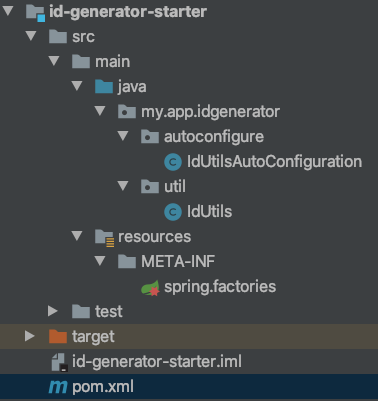 id-generator-starter
src
main
java
my.app.idgenerator
autoconfigure
IdUtilsAutoConfiguration
util
IdUtils
resources
META-INF
spring.factories
test
target
id-generator-starter.iml
pom.xml